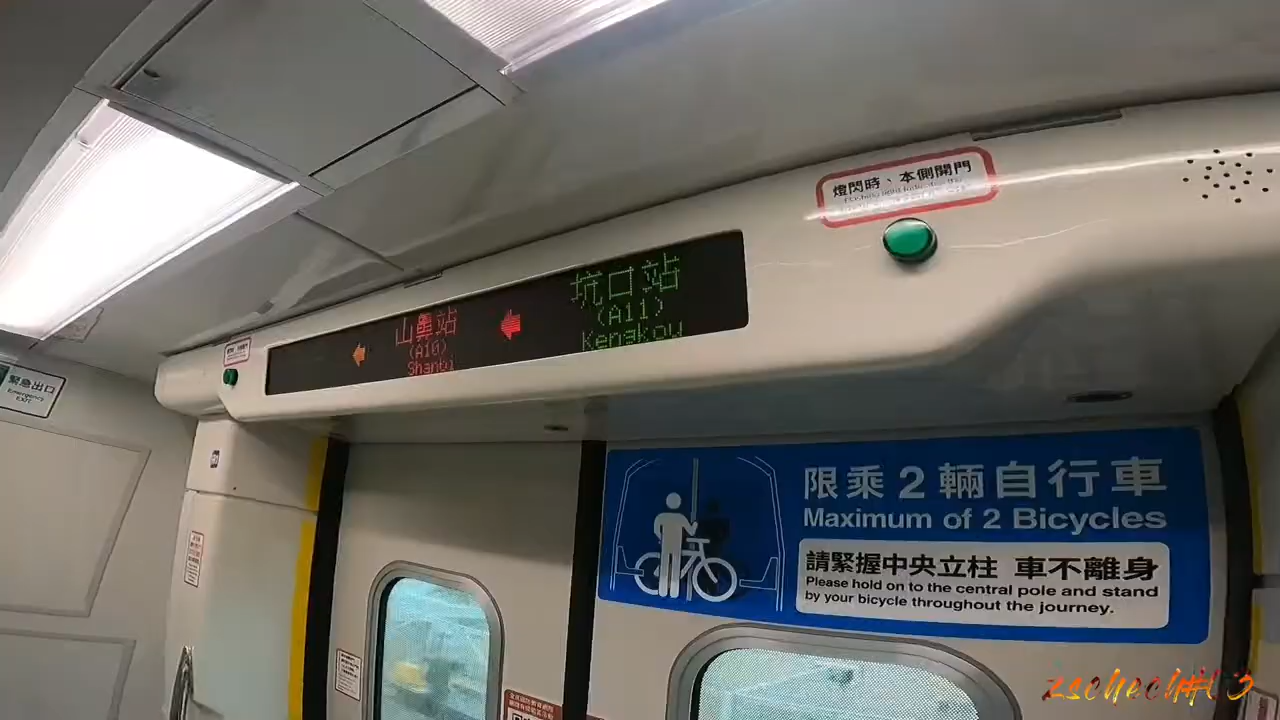 燈閃時、本側開門
坑口站
(A11)
Kengkou
山鼻站
(A10)
Shanbi
緊急出口
Emergency
EXIT
限乘2輛自行車
Maximum of 2 Bicycles
請緊握中央立柱 車不離身
Please hold on to the central pole and stand
by your bicycle throughout the journey.